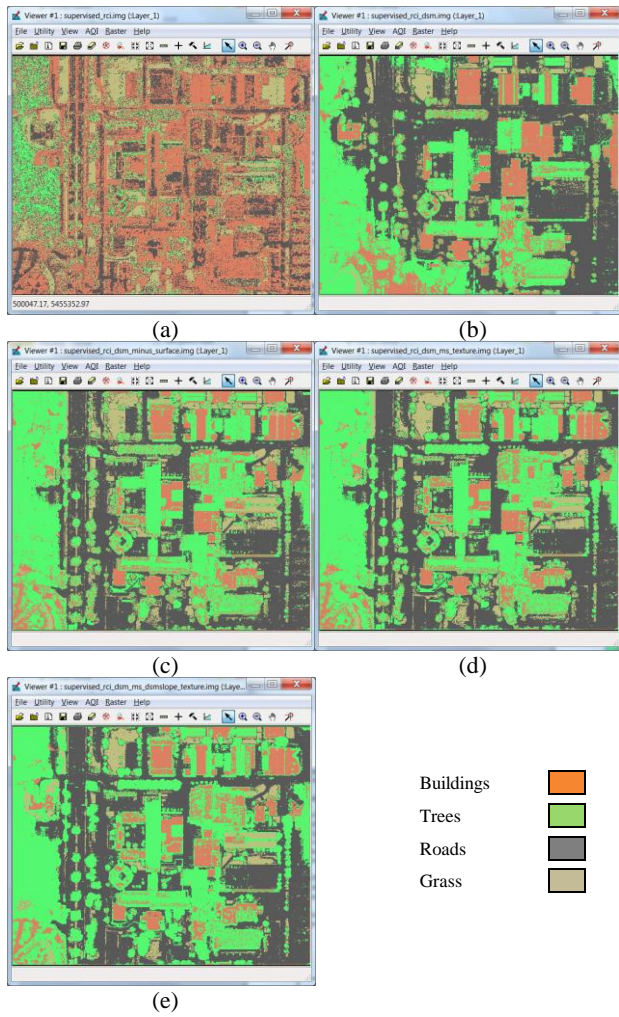 Viewer #1 : supervised_rci.img (:Layer_1)
File Utility View AOI Raster Help
500047.17, 5455352.97
(a)
Viewer #1 : supervised_rci_dsm.img (:Layer_1)
File Utility View AOI Raster Help
(b)
Viewer #1 : supervised_rci_dsm_minus_surface.img (:Layer_1)
File Utility View AOI Raster Help
(c)
Viewer #1 : supervised_rci_dsm_ms_texture.img (:Layer_1)
File Utility View AOI Raster Help
(d)
Viewer #1 : supervised_rci_dsm_ms_dsmslope_texture.img (:Laye...
File Utility View AOI Raster Help
(e)
Buildings
Trees
Roads
Grass